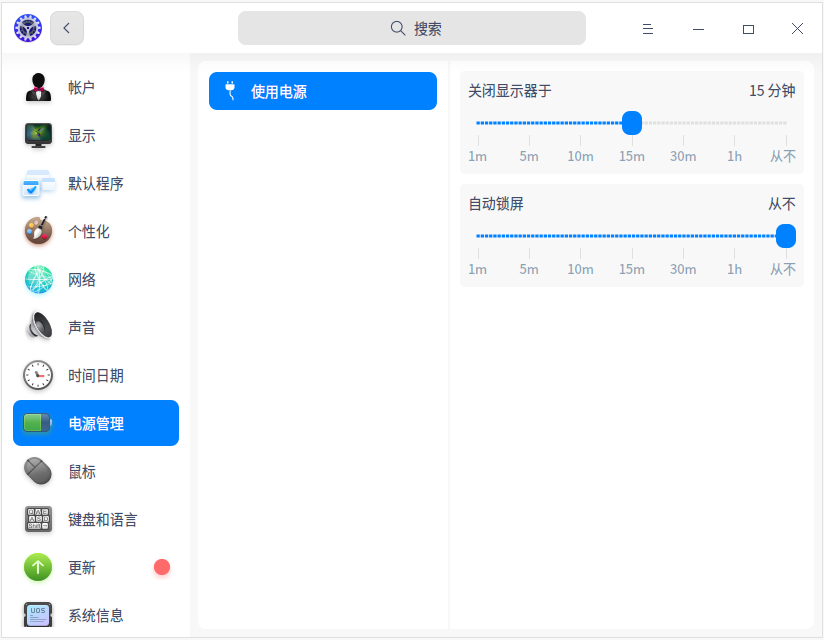 搜索
帐户
显示
默认程序
个性化
网络
声音
时间日期
电源管理
鼠标
键盘和语言
更新
UOS
系统信息
使用电源
关闭显示器于 15 分钟
1m 5m 10m 15m 30m 1h 从不
自动锁屏 从不
1m 5m 10m 15m 30m 1h 从不